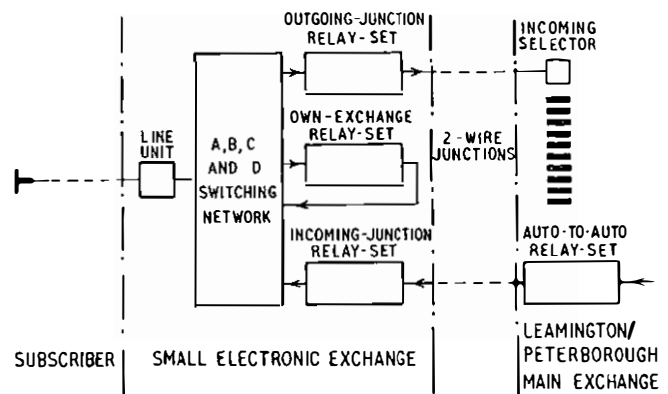 OUTGOING-JUNCTION
RELAY-SET
INCOMING
SELECTOR
OWN-EXCHANGE
RELAY-SET
LINE
UNIT
A,B,C
AND D
SWITCHING
NETWORK
2-WIRE
JUNCTIONS
INCOMING-JUNCTION
RELAY-SET
AUTO-TO-AUTO
RELAY-SET
SUBSCRIBER
SMALL ELECTRONIC EXCHANGE
LEAMINGTON/
PETERBOROUGH
MAIN EXCHANGE